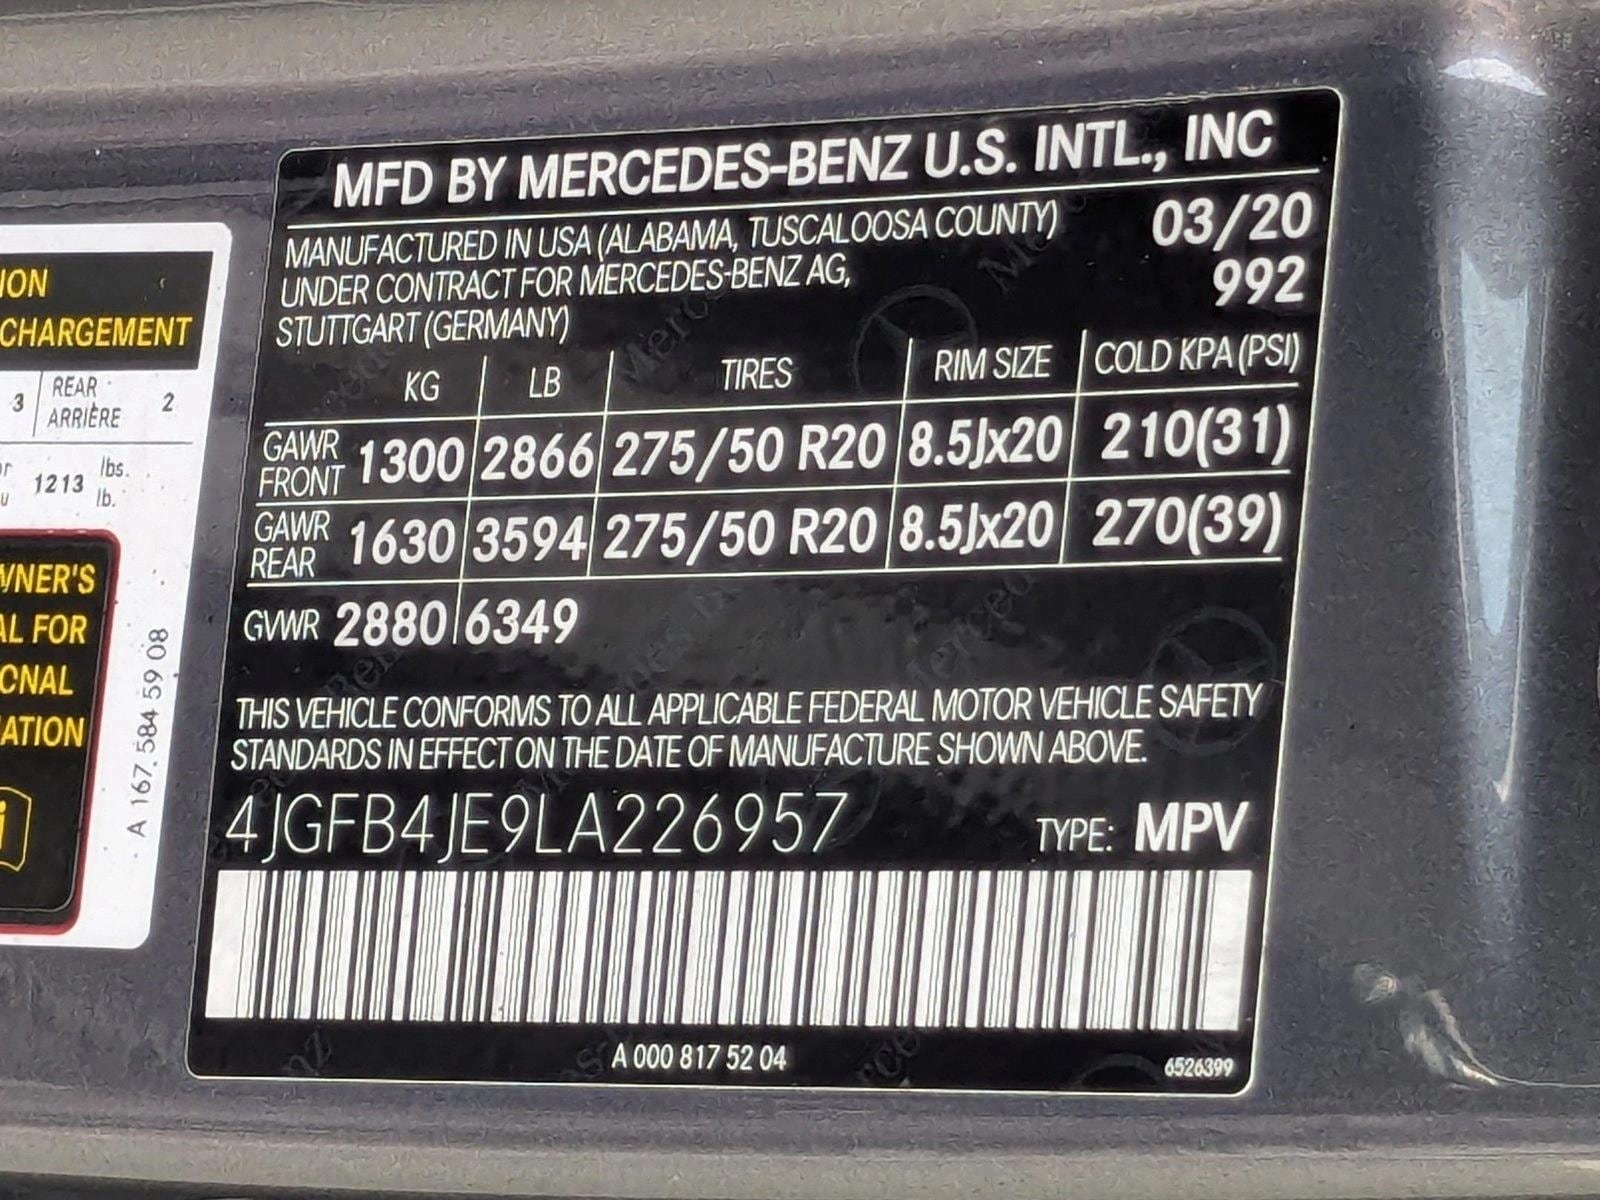 MFD BY MERCEDES-BENZ U.S. INTL., INC
MANUFACTURED IN USA (ALABAMA, TUSCALOOSA COUNTY) 03/20
UNDER CONTRACT FOR MERCEDES-BENZ AG, 992
STUTTGART (GERMANY)
KG LB TIRES RIM SIZE COLD KPA (PSI)
GAWR FRONT 1300 2866 275/50 R20 8.5Jx20 210(31)
GAWR REAR 1630 3594 275/50 R20 8.5Jx20 270(39)
GVWR 2880 6349
THIS VEHICLE CONFORMS TO ALL APPLICABLE FEDERAL MOTOR VEHICLE SAFETY
STANDARDS IN EFFECT ON THE DATE OF MANUFACTURE SHOWN ABOVE.
4JGFB4JE9LA226957 TYPE: MPV
A 000 817 52 04 6526399
ION
CHARGEMENT
3 REAR 2
ARRIÈRE
1213 lbs.
lb.
WNER'S
AL FOR
ONAL
ATION
A 167 584 59 08